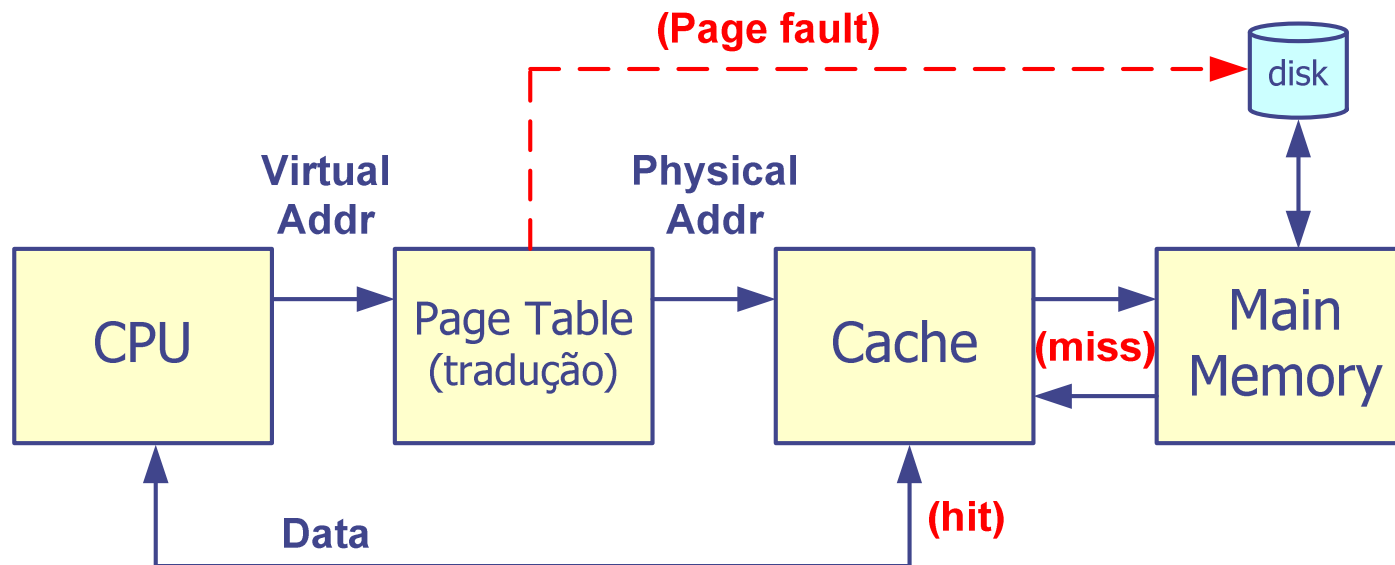 (Page fault)
disk
Virtual
Addr
Physical
Addr
CPU
Page Table
(tradução)
Cache
(miss)
Main
Memory
Data
(hit)